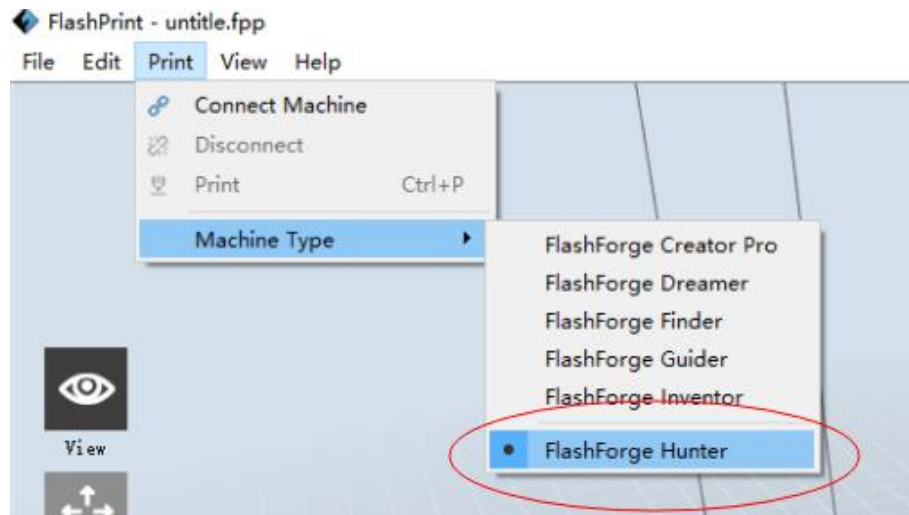 FlashPrint - untitle.fpp
File Edit Print View Help
Connect Machine
Disconnect
Print Ctrl+P
Machine Type
FlashForge Creator Pro
FlashForge Dreamer
FlashForge Finder
FlashForge Guider
FlashForge Inventor
FlashForge Hunter
View